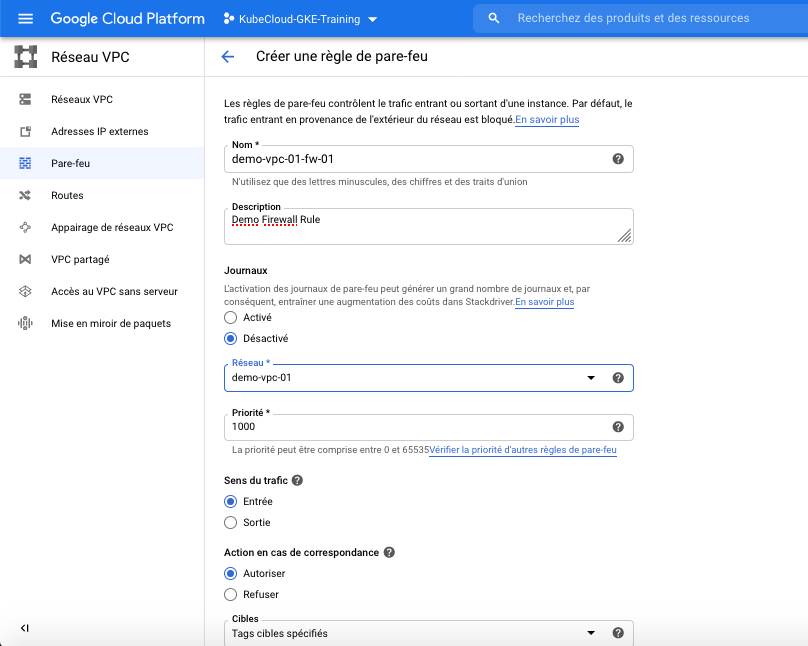 Google Cloud Platform
KubeCloud-GKE-Training
Recherchez des produits et des ressources
Réseau VPC
Créer une règle de pare-feu
Réseaux VPC
Adresses IP externes
Pare-feu
Routes
Appairage de réseaux VPC
VPC partagé
Accès au VPC sans serveur
Mise en miroir de paquets
Les règles de pare-feu contrôlent le trafic entrant ou sortant d'une instance. Par défaut, le
trafic entrant en provenance de l'extérieur du réseau est bloqué.En savoir plus
Nom *
demo-vpc-01-fw-01
N'utilisez que des lettres minuscules, des chiffres et des traits d'union
Description
Demo Firewall Rule
Journaux
L'activation des journaux de pare-feu peut générer un grand nombre de journaux et, par
conséquent, entraîner une augmentation des coûts dans Stackdriver.En savoir plus
Activé
Désactivé
Réseau *
demo-vpc-01
Priorité *
1000
La priorité peut être comprise entre 0 et 65535Vérifier la priorité d'autres règles de pare-feu
Sens du trafic
Entrée
Sortie
Action en cas de correspondance
Autoriser
Refuser
Cibles
Tags cibles spécifiés